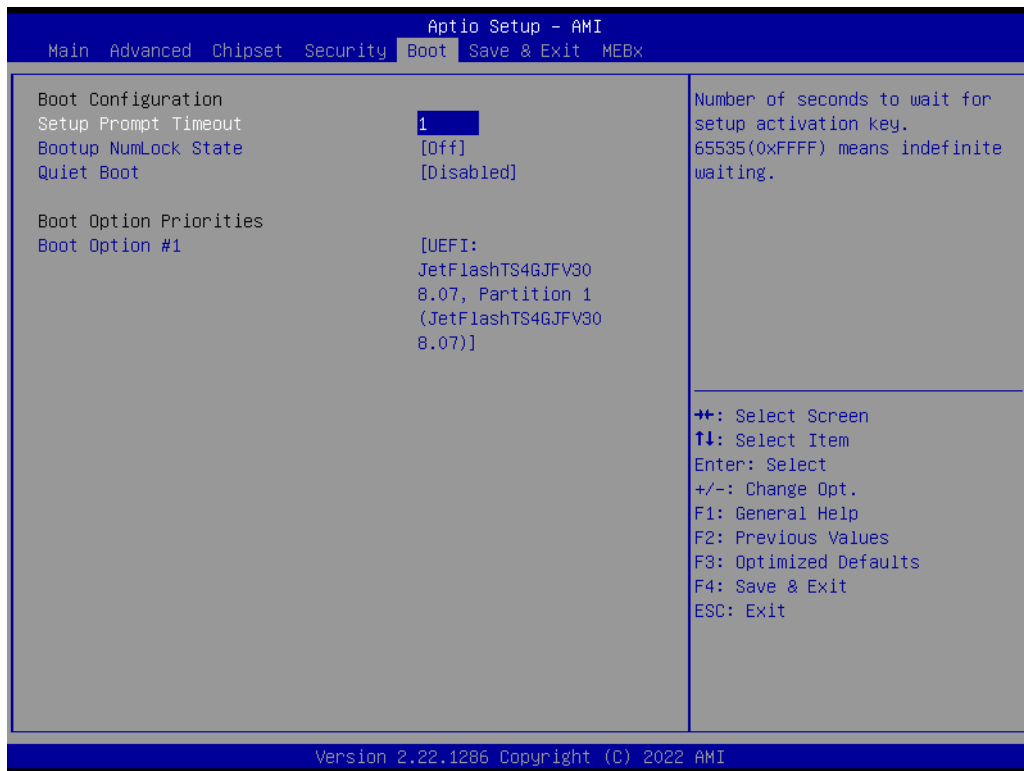 Aptio Setup – AMI
Main Advanced Chipset Security Boot Save & Exit MEBx
Boot Configuration
Setup Prompt Timeout 1
Bootup NumLock State [Off]
Quiet Boot [Disabled]
Boot Option Priorities
Boot Option #1 [UEFI:
JetFlashTS4GJFV30
8.07, Partition 1
(JetFlashTS4GJFV30
8.07)]
Number of seconds to wait for
setup activation key.
65535(0xFFFF) means indefinite
waiting.
→←: Select Screen
↑↓: Select Item
Enter: Select
+/-: Change Opt.
F1: General Help
F2: Previous Values
F3: Optimized Defaults
F4: Save & Exit
ESC: Exit
Version 2.22.1286 Copyright (C) 2022 AMI